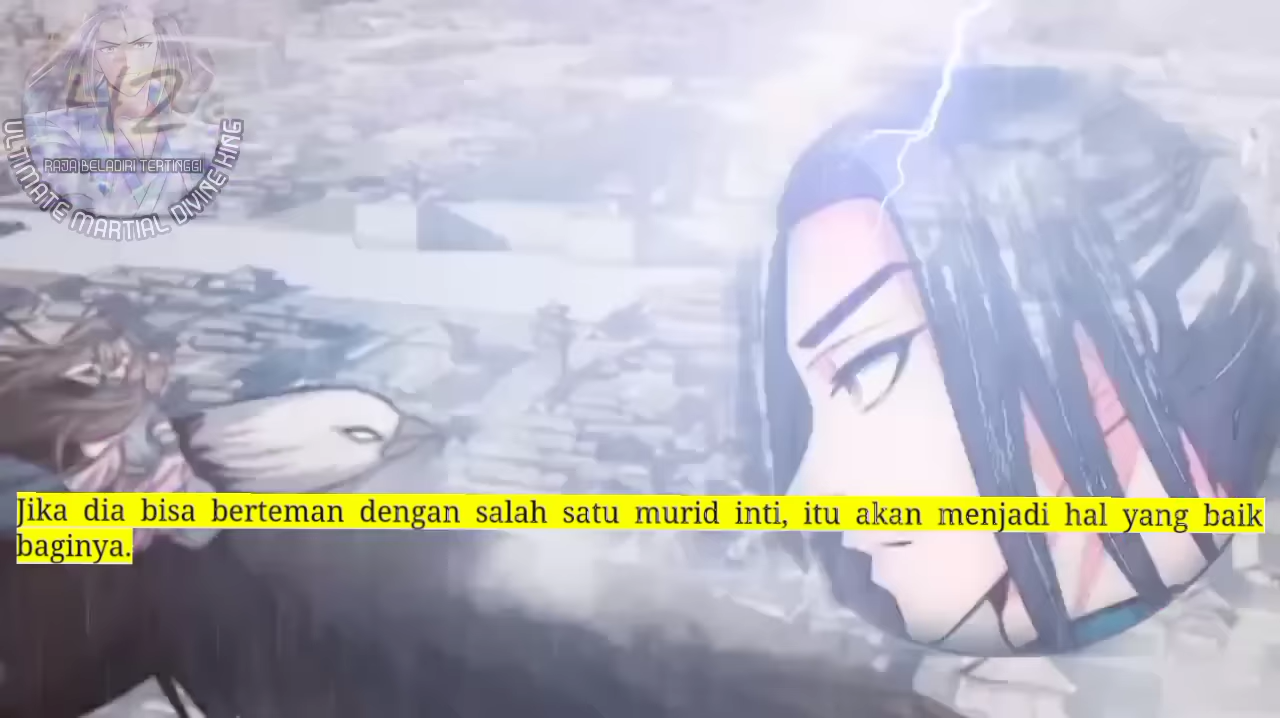 42
RAJA BELADIRI TERTINGGI
ULTIMATE MARTIAL DIVINE KING
Jika dia bisa berteman dengan salah satu murid inti, itu akan menjadi hal yang baik
baginya.